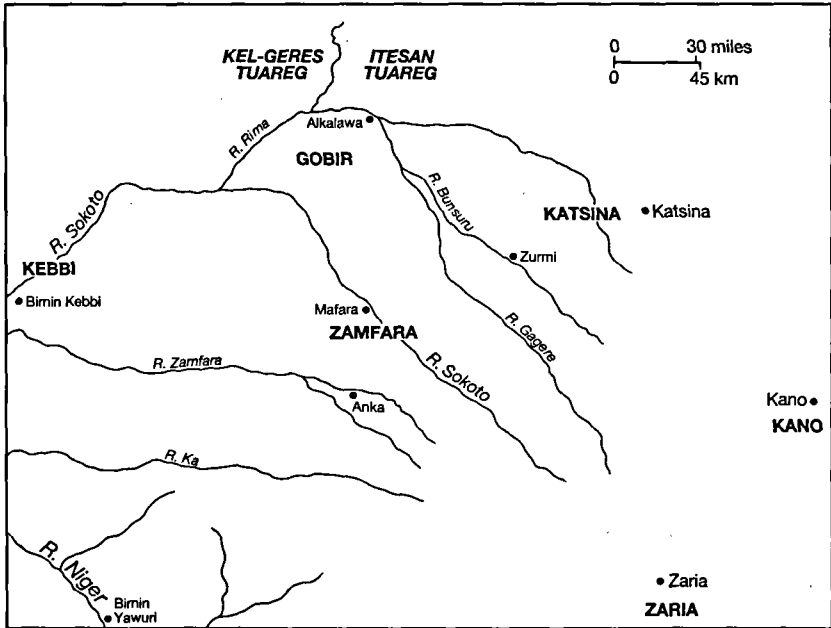 KEL-GERES
TUAREG
ITESAN
TUAREG
0 30 miles
0 45 km
Alkalawa
R. Rima
GOBIR
R. Bunsuru
KATSINA
Katsina
R. Sokoto
KEBBI
Zurmi
Birnin Kebbi
Mafara
ZAMFARA
R. Gagere
R. Zamfara
R. Sokoto
Anka
Kano
KANO
R. Ka
R. Niger
Birnin
Yawuri
Zaria
ZARIA